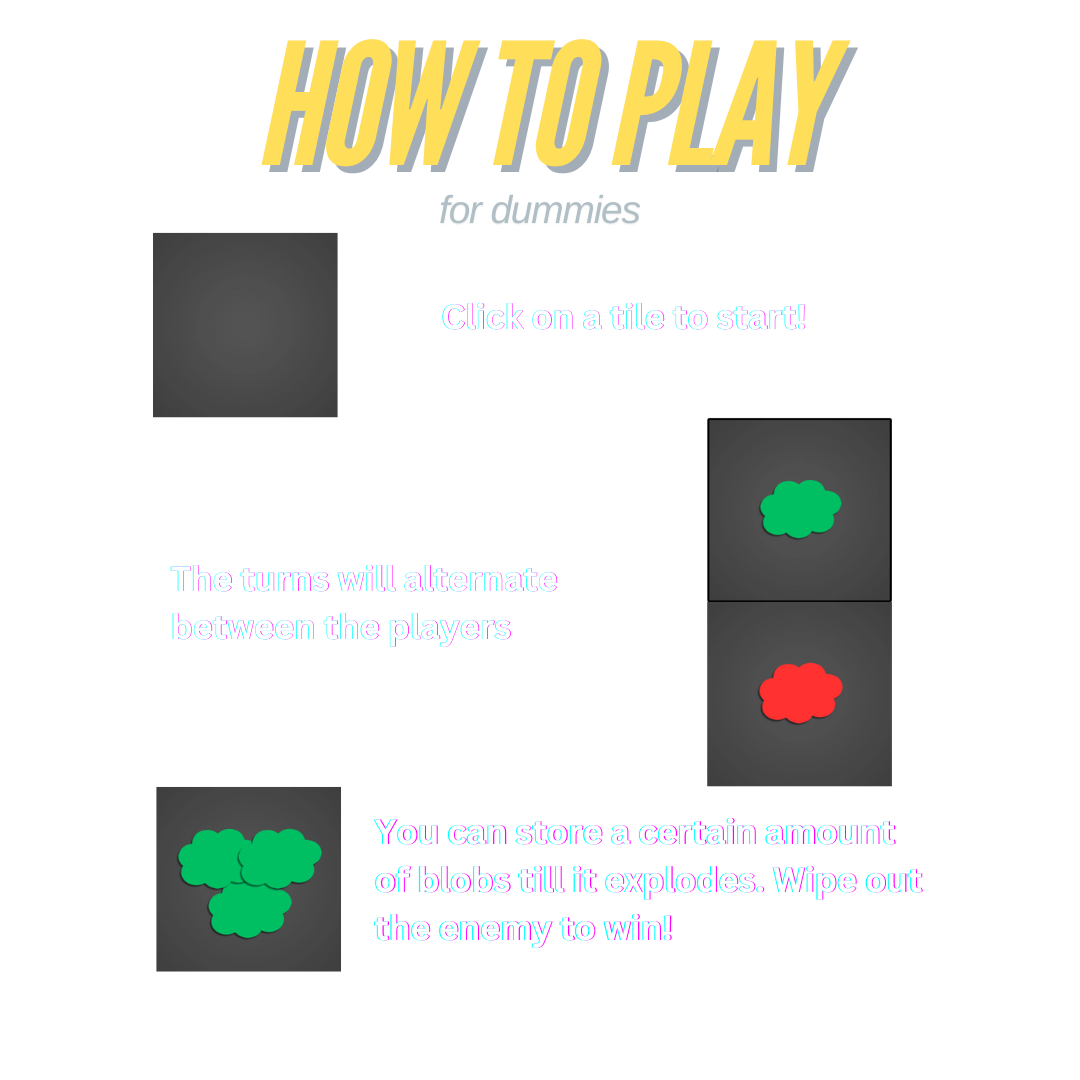 HOW TO PLAY
for dummies
Click on a tile to start!
The turns will alternate
between the players
You can store a certain amount
of blobs till it explodes. Wipe out
the enemy to win!